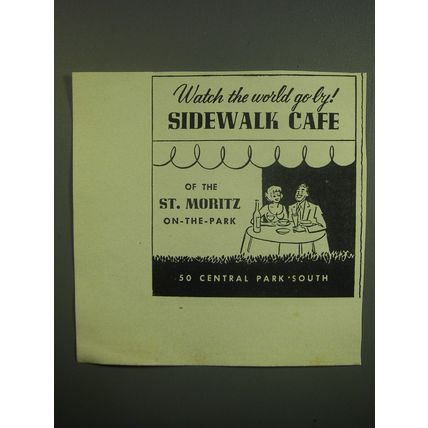 Watch the world go by!
SIDEWALK CAFE
OF THE
ST. MORITZ
ON-THE-PARK
50 CENTRAL PARK SOUTH